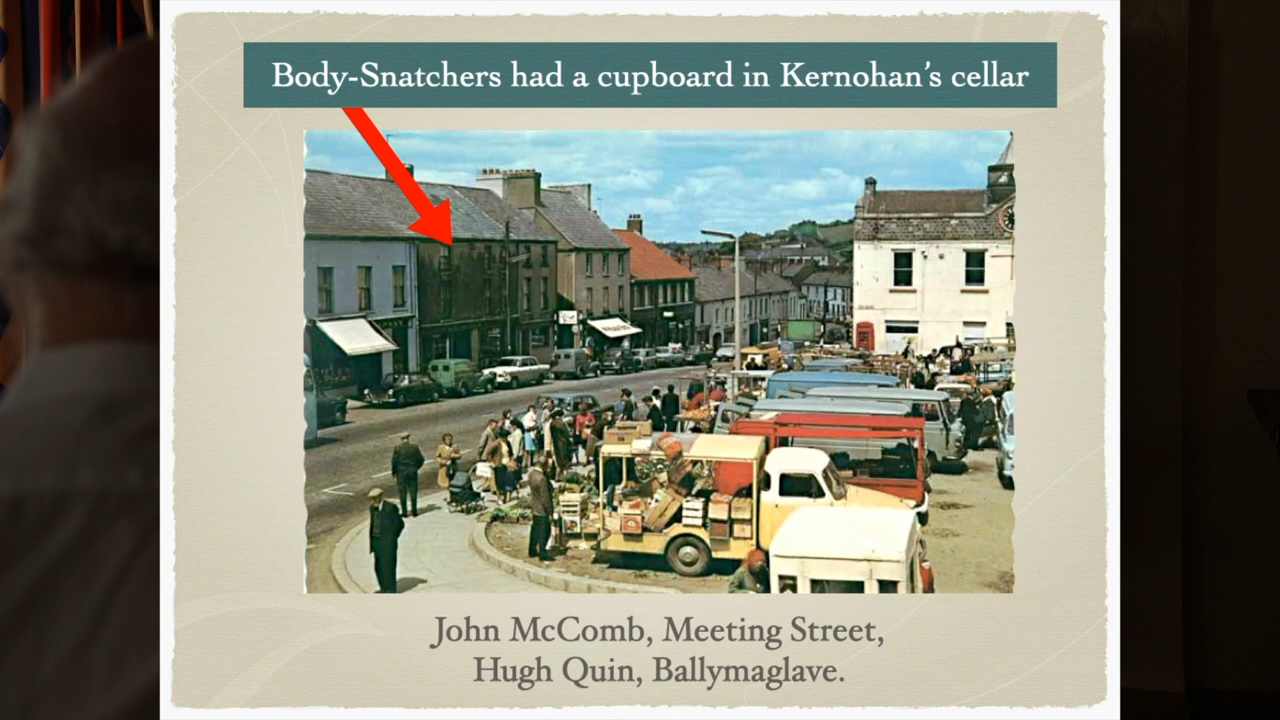 Body-Snatchers had a cupboard in Kernohan's cellar
John McComb, Meeting Street,
Hugh Quin, Ballymaglave.